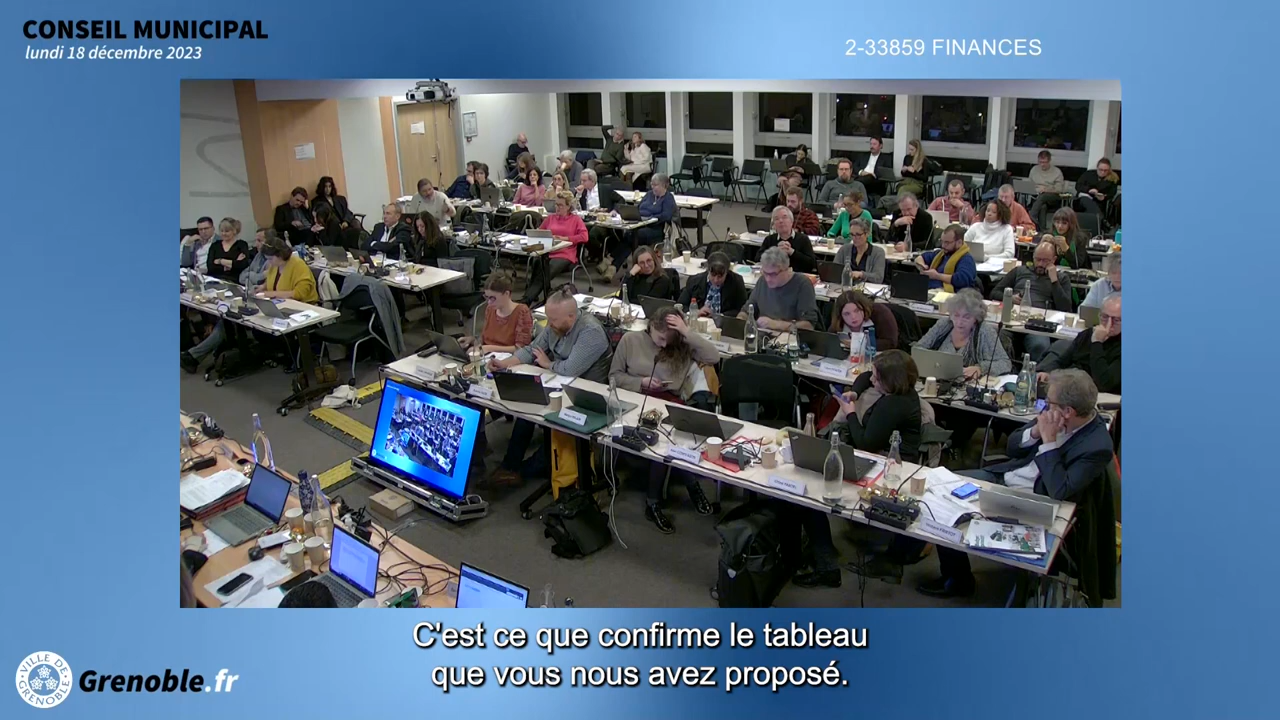 CONSEIL MUNICIPAL
lundi 18 décembre 2023
2-33859 FINANCES
C'est ce que confirme le tableau
que vous nous avez proposé.
VILLE DE
GRENOBLE
Grenoble.fr